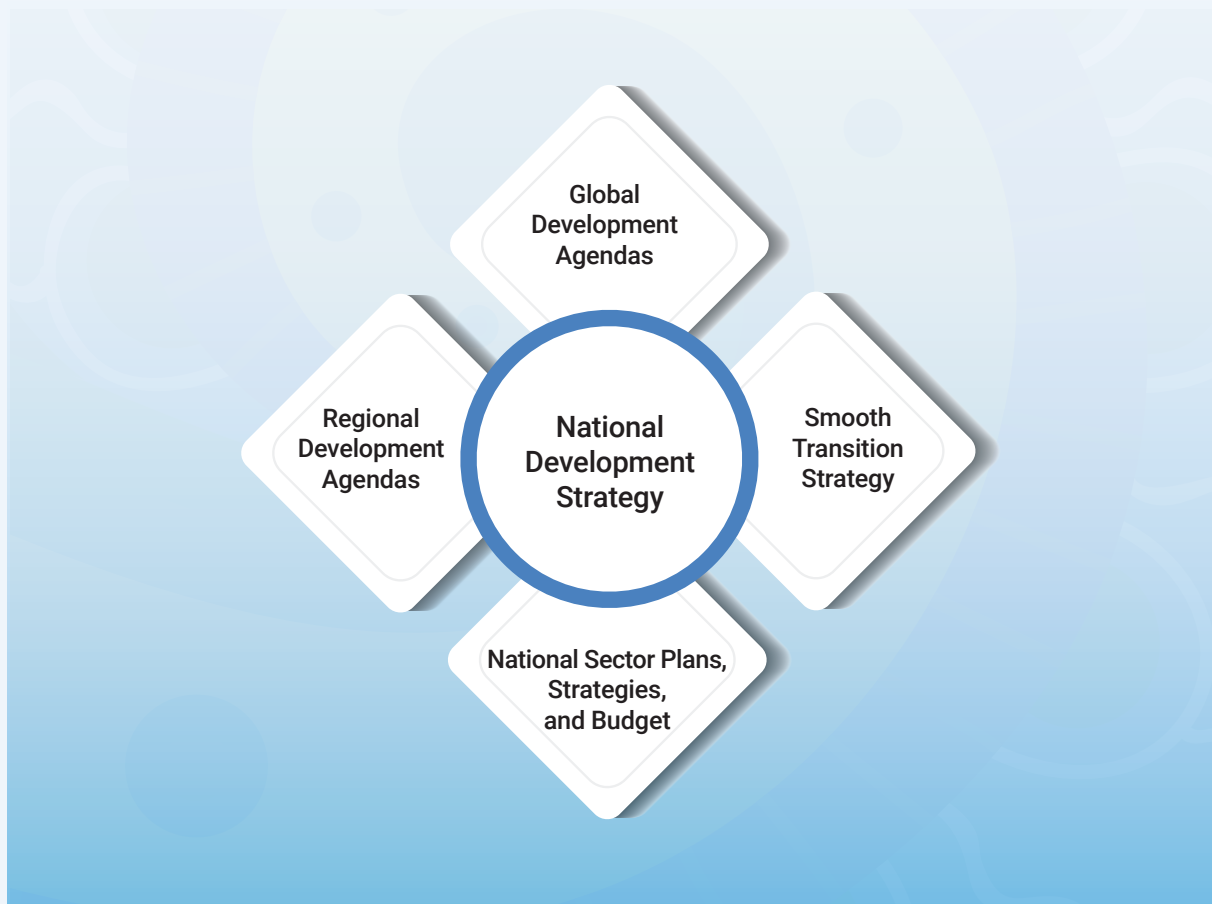 Global
Development
Agendas
Regional
Development
Agendas
National
Development
Strategy
Smooth
Transition
Strategy
National Sector Plans,
Strategies,
and Budget